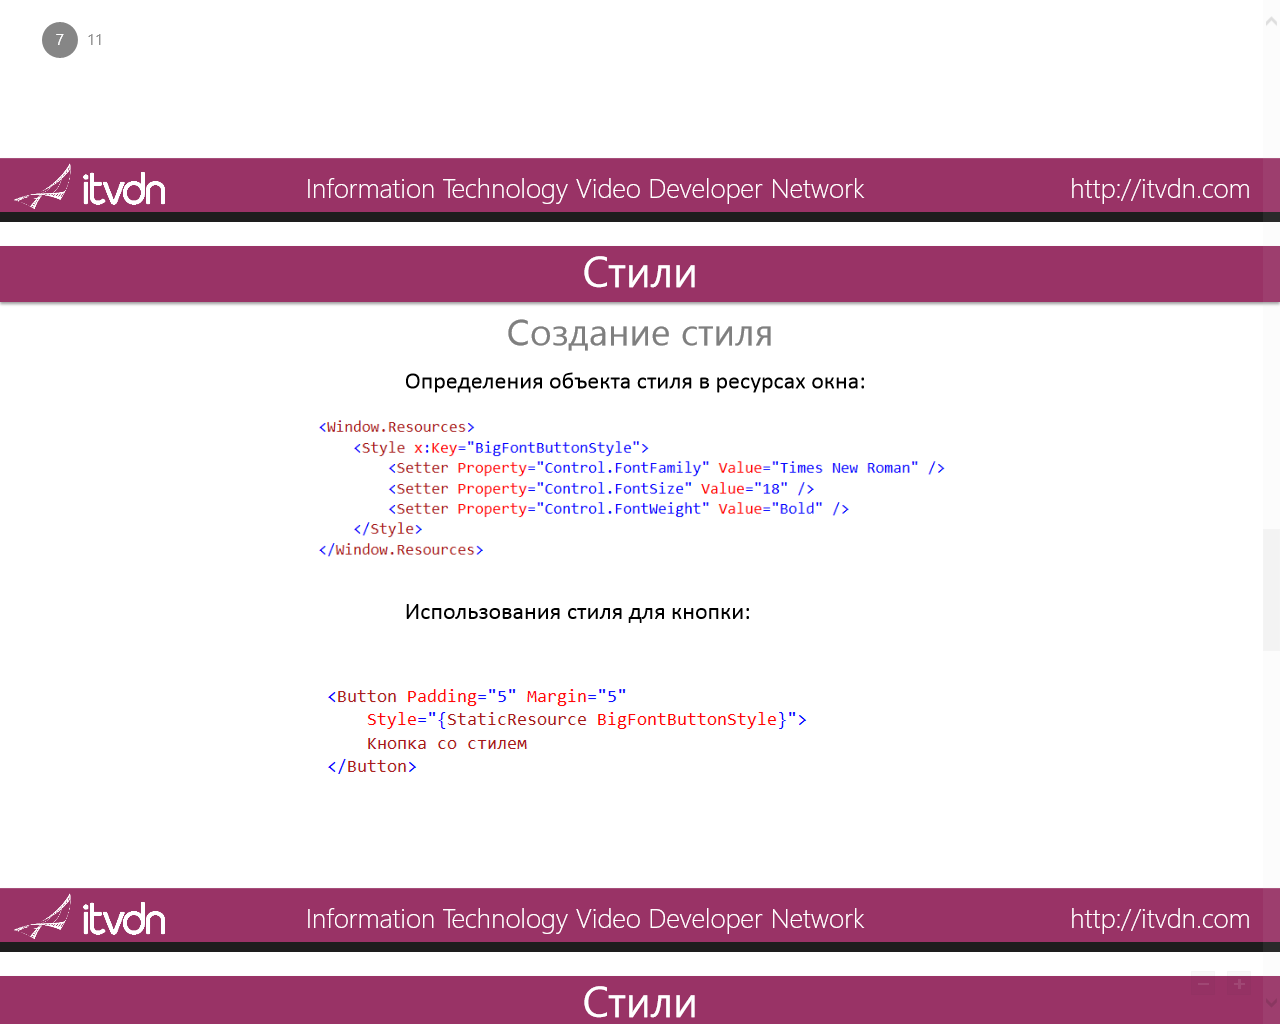 7 11
itvdn Information Technology Video Developer Network http://itvdn.com
Стили
Создание стиля
Определения объекта стиля в ресурсах окна:
<Window.Resources>
    <Style x:Key="BigFontButtonStyle">
        <Setter Property="Control.FontFamily" Value="Times New Roman" />
        <Setter Property="Control.FontSize" Value="18" />
        <Setter Property="Control.FontWeight" Value="Bold" />
    </Style>
</Window.Resources>
Использования стиля для кнопки:
<Button Padding="5" Margin="5"
    Style="{StaticResource BigFontButtonStyle}">
    Кнопка со стилем
</Button>
itvdn Information Technology Video Developer Network http://itvdn.com
Стили